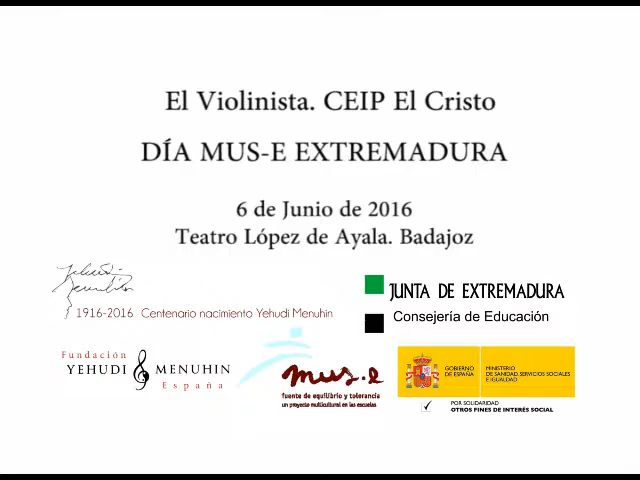 El Violinista. CEIP El Cristo
DÍA MUS-E EXTREMADURA
6 de Junio de 2016
Teatro López de Ayala. Badajoz
Yehudi Menuhin
1916-2016 Centenario nacimiento Yehudi Menuhin
JUNTA DE EXTREMADURA
Consejería de Educación
Fundación
YEHUDI MENUHIN
España
mus-e
fuente de equilibrio y tolerancia
un proyecto multicultural en las escuelas
GOBIERNO
DE ESPAÑA
MINISTERIO
DE SANIDAD, SERVICIOS SOCIALES
E IGUALDAD
POR SOLIDARIDAD
OTROS FINES DE INTERÉS SOCIAL